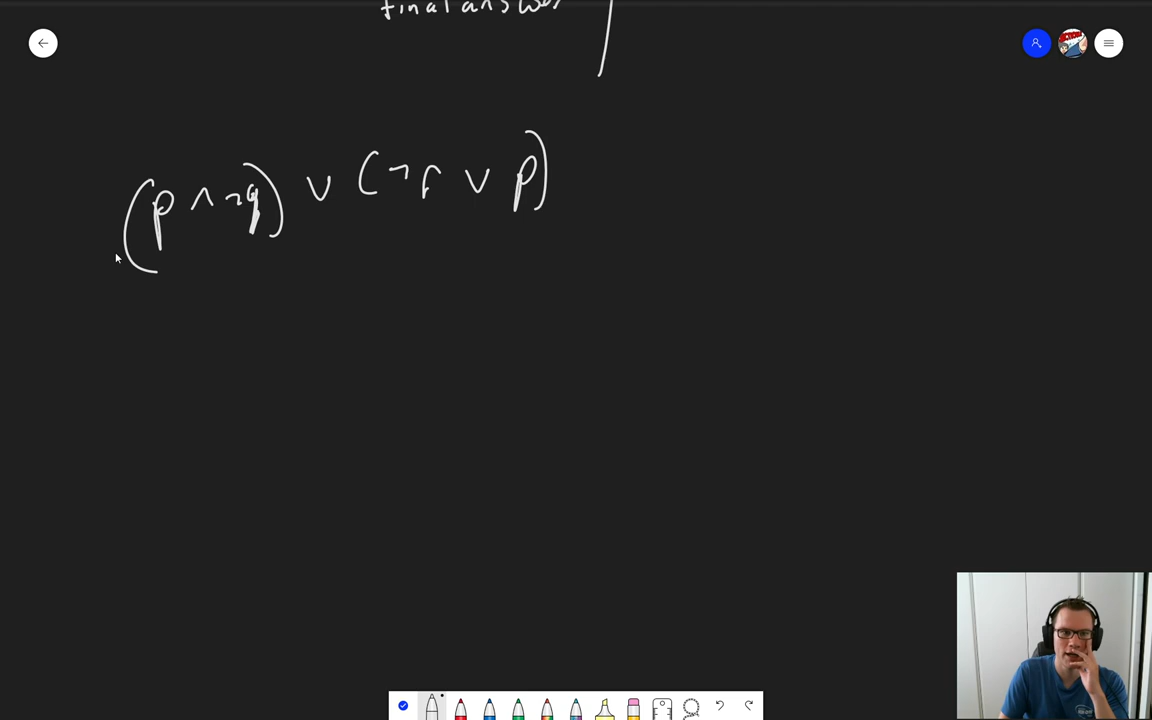 final answer
(p ∧ ¬q) ∨ (¬r ∨ p)